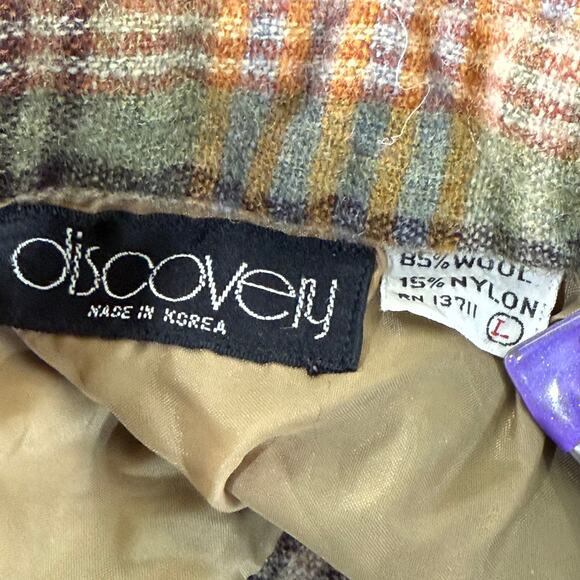 discovery
MADE IN KOREA
85% WOOL
15% NYLON
RN 13711
L